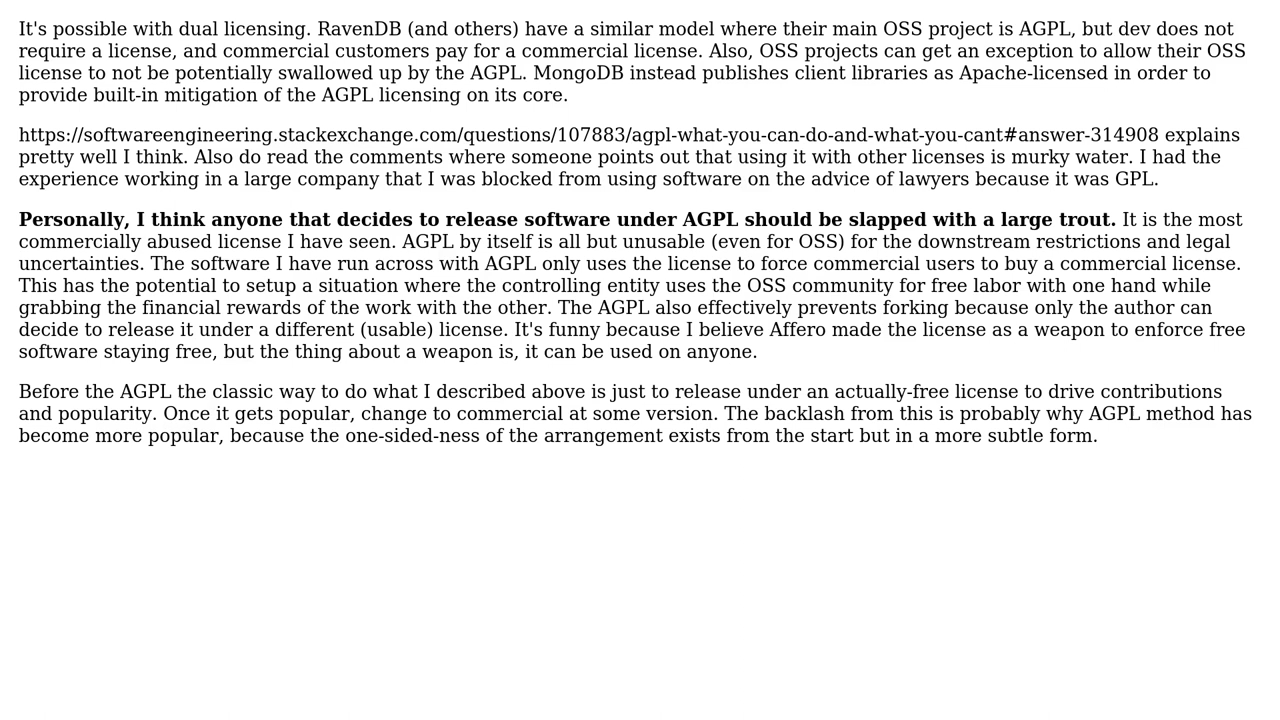 It's possible with dual licensing. RavenDB (and others) have a similar model where their main OSS project is AGPL, but dev does not
require a license, and commercial customers pay for a commercial license. Also, OSS projects can get an exception to allow their OSS
license to not be potentially swallowed up by the AGPL. MongoDB instead publishes client libraries as Apache-licensed in order to
provide built-in mitigation of the AGPL licensing on its core.
https://softwareengineering.stackexchange.com/questions/107883/agpl-what-you-can-do-and-what-you-cant#answer-314908 explains
pretty well I think. Also do read the comments where someone points out that using it with other licenses is murky water. I had the
experience working in a large company that I was blocked from using software on the advice of lawyers because it was GPL.
Personally, I think anyone that decides to release software under AGPL should be slapped with a large trout. It is the most
commercially abused license I have seen. AGPL by itself is all but unusable (even for OSS) for the downstream restrictions and legal
uncertainties. The software I have run across with AGPL only uses the license to force commercial users to buy a commercial license.
This has the potential to setup a situation where the controlling entity uses the OSS community for free labor with one hand while
grabbing the financial rewards of the work with the other. The AGPL also effectively prevents forking because only the author can
decide to release it under a different (usable) license. It's funny because I believe Affero made the license as a weapon to enforce free
software staying free, but the thing about a weapon is, it can be used on anyone.
Before the AGPL the classic way to do what I described above is just to release under an actually-free license to drive contributions
and popularity. Once it gets popular, change to commercial at some version. The backlash from this is probably why AGPL method has
become more popular, because the one-sided-ness of the arrangement exists from the start but in a more subtle form.